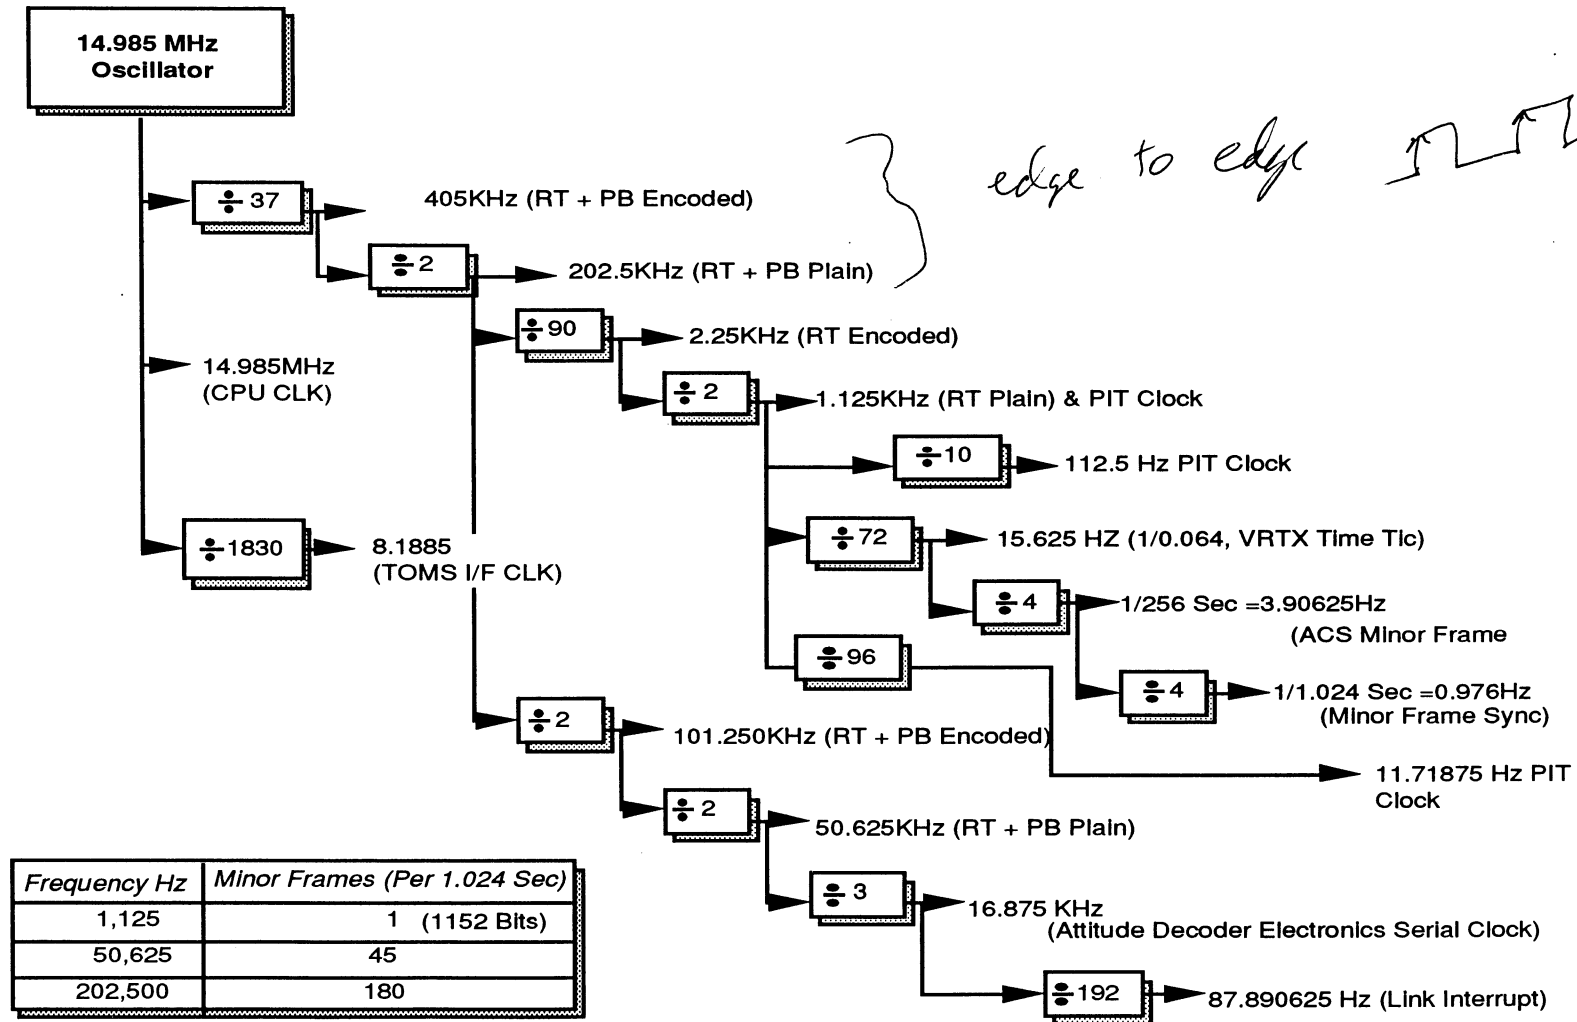 14.985 MHz
Oscillator
edge to edge
÷ 37
405KHz (RT + PB Encoded)
÷ 2
202.5KHz (RT + PB Plain)
÷ 90
2.25KHz (RT Encoded)
14.985MHz
(CPU CLK)
÷ 2
1.125KHz (RT Plain) & PIT Clock
÷ 10
112.5 Hz PIT Clock
÷ 1830
8.1885
(TOMS I/F CLK)
÷ 72
15.625 HZ (1/0.064, VRTX Time Tic)
÷ 4
1/256 Sec =3.90625Hz
(ACS Minor Frame
÷ 96
÷ 4
1/1.024 Sec =0.976Hz
(Minor Frame Sync)
÷ 2
101.250KHz (RT + PB Encoded)
11.71875 Hz PIT
Clock
÷ 2
50.625KHz (RT + PB Plain)
÷ 3
16.875 KHz
(Attitude Decoder Electronics Serial Clock)
÷ 192
87.890625 Hz (Link Interrupt)
Frequency Hz Minor Frames (Per 1.024 Sec)
1,125 1 (1152 Bits)
50,625 45
202,500 180